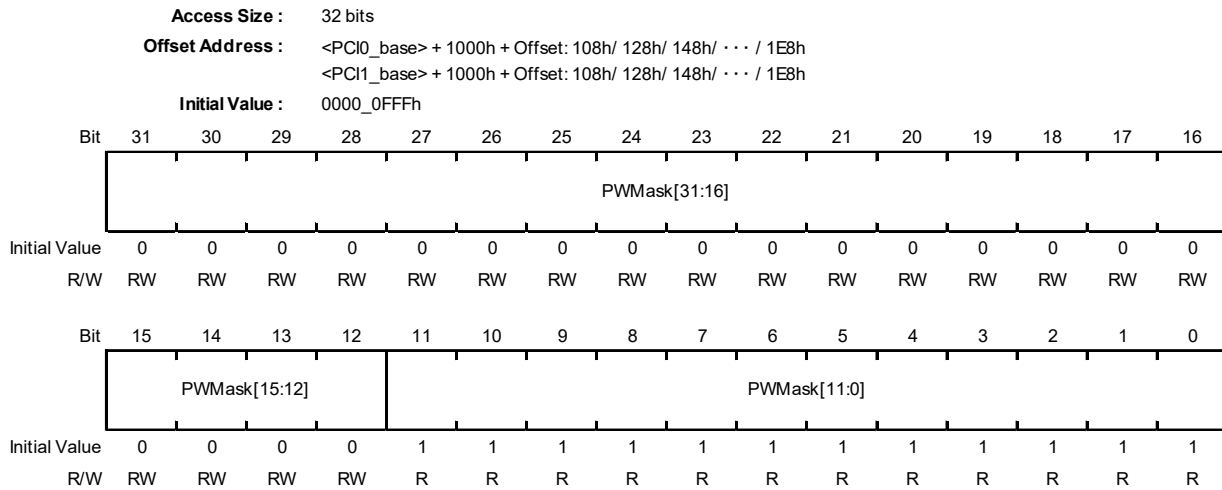 Access Size : 32 bits
Offset Address : <PCI0_base> + 1000h + Offset: 108h/ 128h/ 148h/ ・・・ / 1E8h
<PCI1_base> + 1000h + Offset: 108h/ 128h/ 148h/ ・・・ / 1E8h
Initial Value : 0000_0FFFh
Bit 31 30 29 28 27 26 25 24 23 22 21 20 19 18 17 16
PWMask[31:16]
Initial Value 0 0 0 0 0 0 0 0 0 0 0 0 0 0 0 0
R/W RW RW RW RW RW RW RW RW RW RW RW RW RW RW RW RW
Bit 15 14 13 12 11 10 9 8 7 6 5 4 3 2 1 0
PWMask[15:12] PWMask[11:0]
Initial Value 0 0 0 0 1 1 1 1 1 1 1 1 1 1 1 1
R/W RW RW RW RW R R R R R R R R R R R R